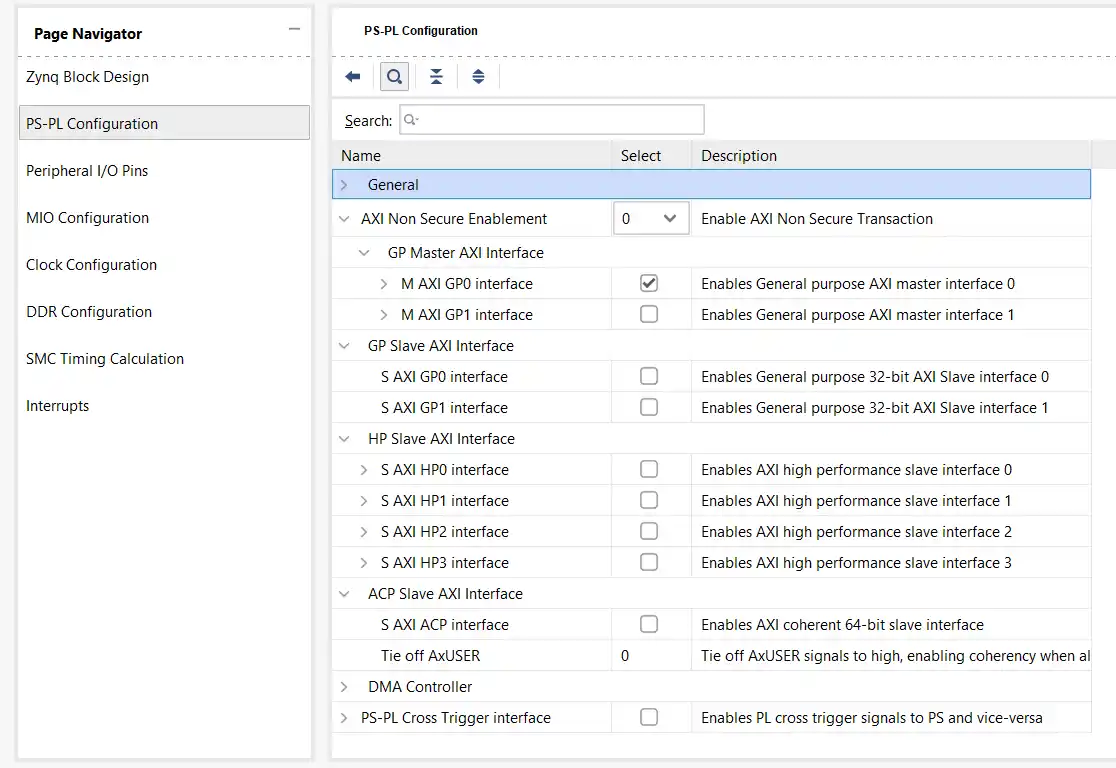 Page Navigator
Zynq Block Design
PS-PL Configuration
Peripheral I/O Pins
MIO Configuration
Clock Configuration
DDR Configuration
SMC Timing Calculation
Interrupts
PS-PL Configuration
Search:
Name Select Description
General
AXI Non Secure Enablement 0 Enable AXI Non Secure Transaction
GP Master AXI Interface
M AXI GP0 interface Enables General purpose AXI master interface 0
M AXI GP1 interface Enables General purpose AXI master interface 1
GP Slave AXI Interface
S AXI GP0 interface Enables General purpose 32-bit AXI Slave interface 0
S AXI GP1 interface Enables General purpose 32-bit AXI Slave interface 1
HP Slave AXI Interface
S AXI HP0 interface Enables AXI high performance slave interface 0
S AXI HP1 interface Enables AXI high performance slave interface 1
S AXI HP2 interface Enables AXI high performance slave interface 2
S AXI HP3 interface Enables AXI high performance slave interface 3
ACP Slave AXI Interface
S AXI ACP interface Enables AXI coherent 64-bit slave interface
Tie off AxUSER 0 Tie off AxUSER signals to high, enabling coherency when al
DMA Controller
PS-PL Cross Trigger interface Enables PL cross trigger signals to PS and vice-versa